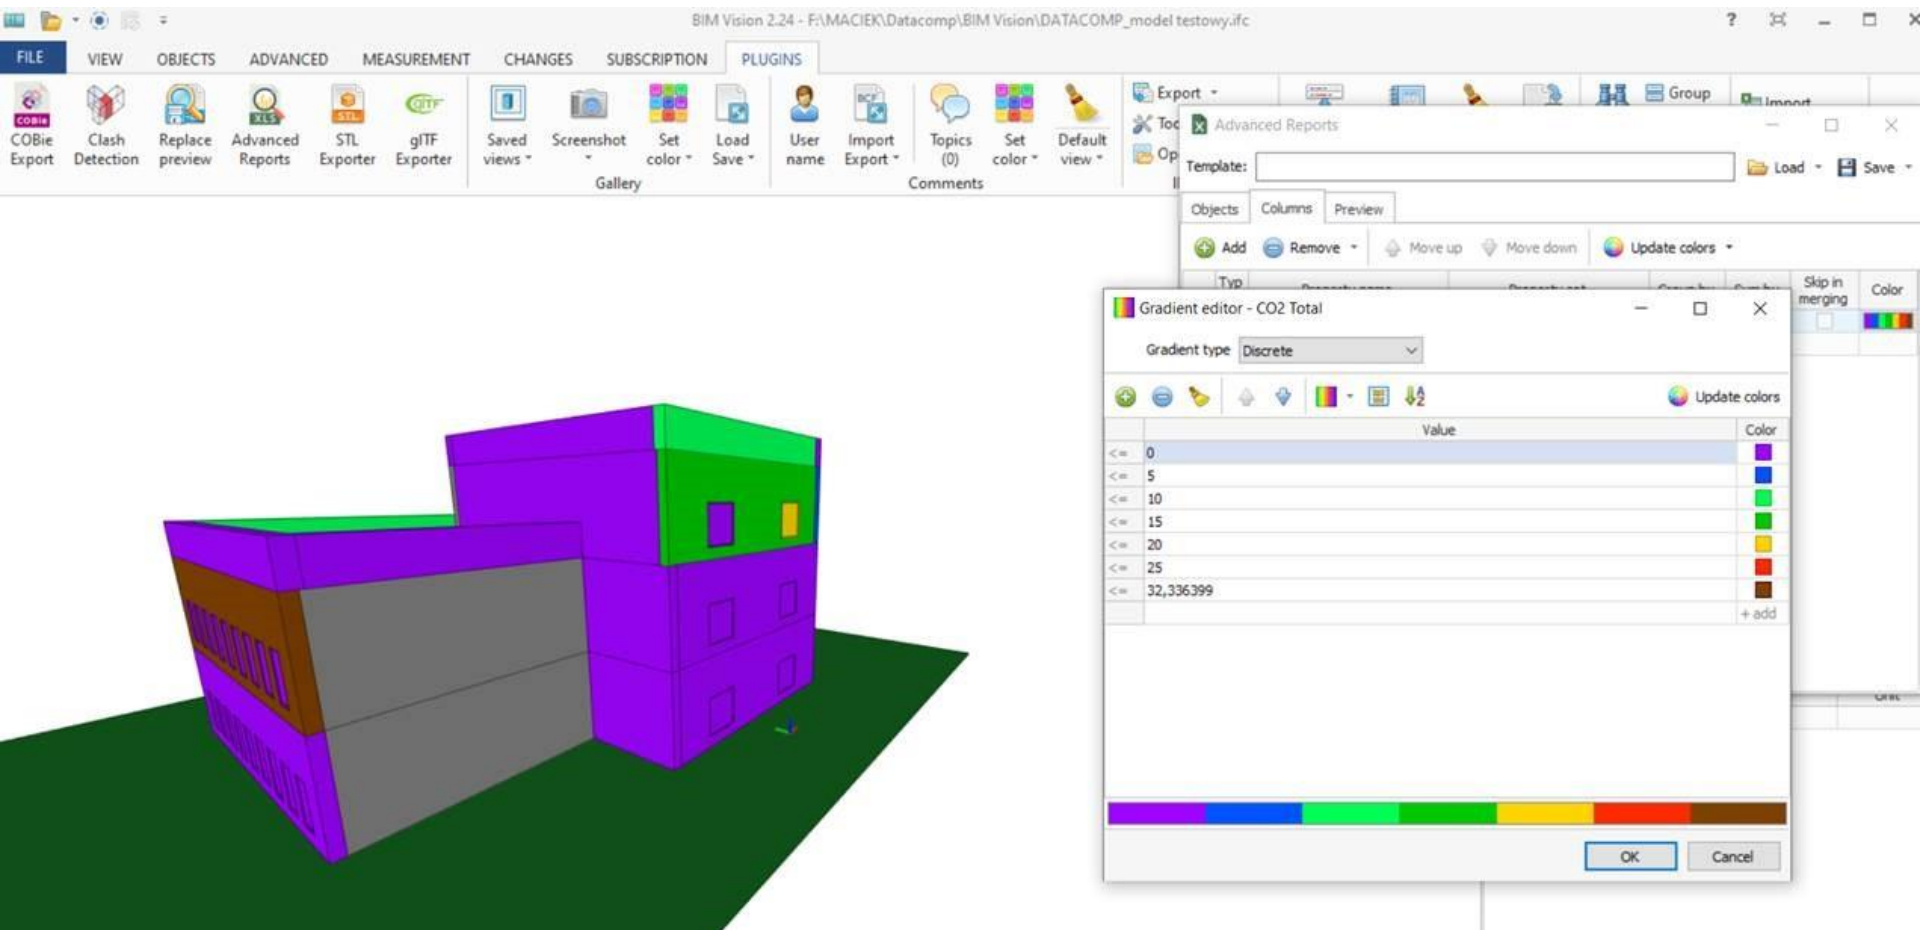 BIM Vision 2.24 - F:\MACIEK\Datacomp\BIM Vision\DATACOMP_model testowy.ifc
FILE VIEW OBJECTS ADVANCED MEASUREMENT CHANGES SUBSCRIPTION PLUGINS
COBie Export
Clash Detection
Replace preview
Advanced Reports
STL Exporter
glTF Exporter
Saved views
Screenshot
Set color
Load Save
Gallery
User name
Import Export
Topics (0)
Set color
Default view
Comments
Export
Group
Import
Advanced Reports
Template:
Load Save
Objects Columns Preview
Add Remove Move up Move down Update colors
Skip in merging
Color
Gradient editor - CO2 Total
Gradient type Discrete
Update colors
Value Color
<= 0
<= 5
<= 10
<= 15
<= 20
<= 25
<= 32,336399
+ add
OK Cancel